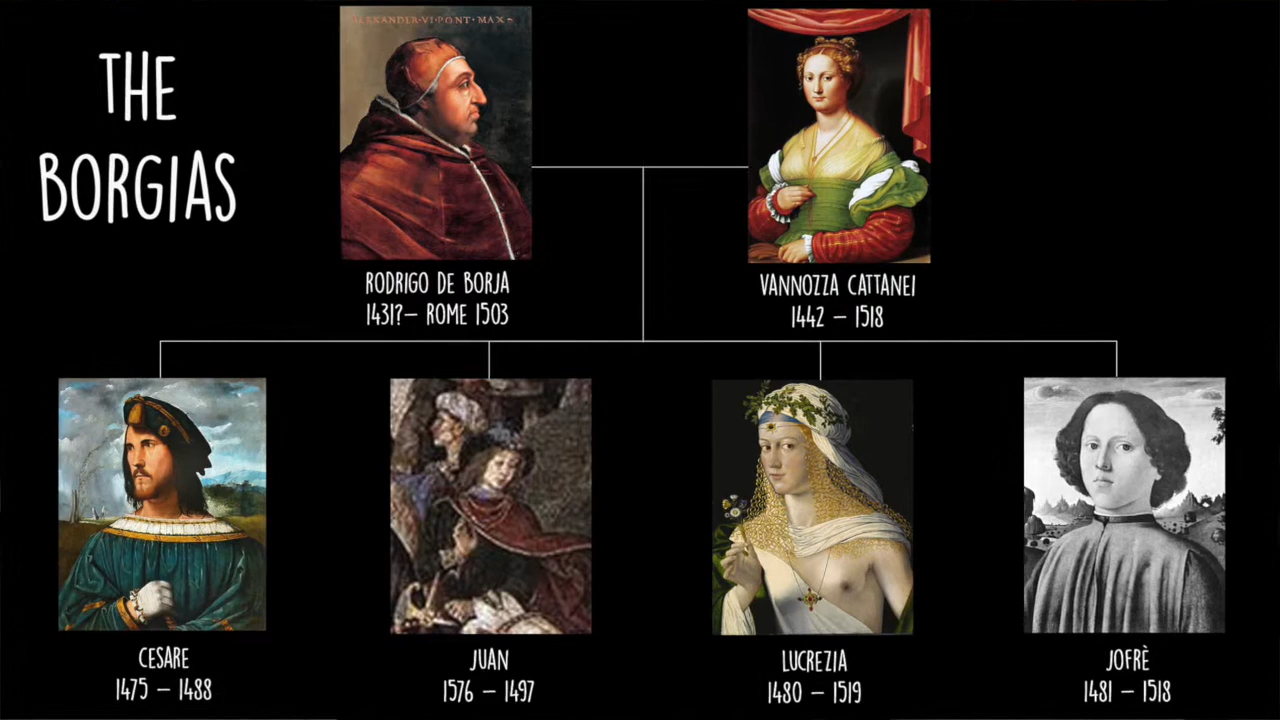 THE
BORGIAS
ALEXANDER·VI·PONT·MAX
RODRIGO DE BORJA
1431?– ROME 1503
VANNOZZA CATTANEI
1442 – 1518
CESARE
1475 – 1488
JUAN
1576 – 1497
LUCREZIA
1480 – 1519
JOFRÈ
1481 – 1518